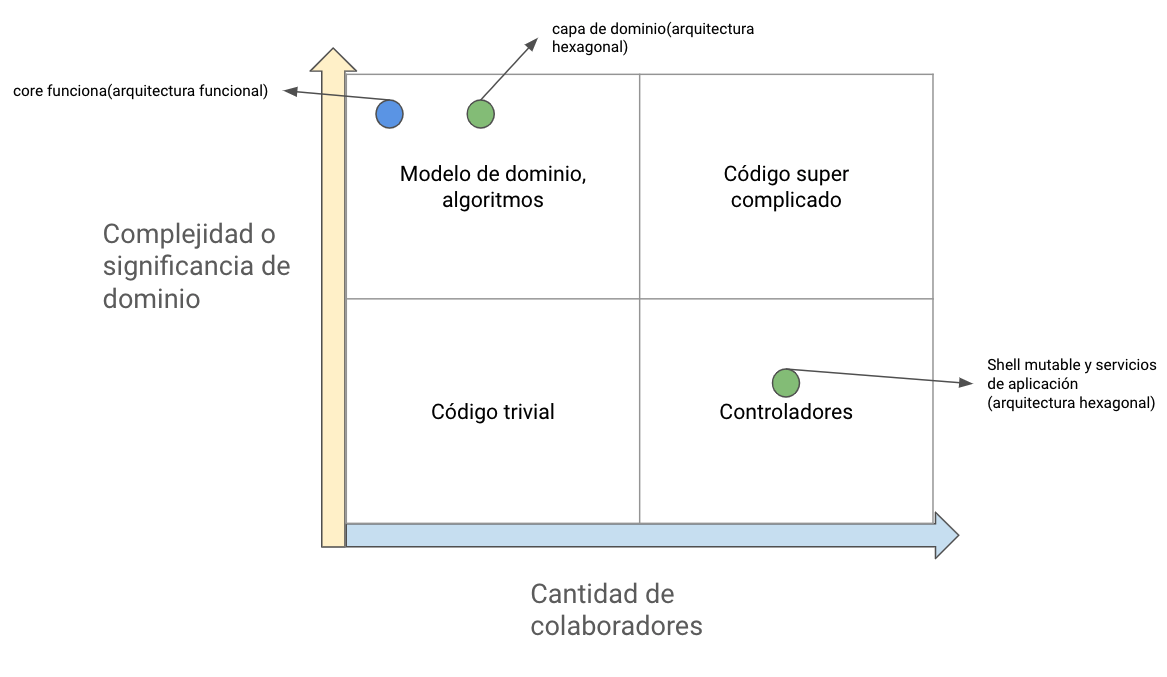 capa de dominio(arquitectura
hexagonal)
core funciona(arquitectura funcional)
Modelo de dominio,
algoritmos
Código super
complicado
Complejidad o
significancia de
dominio
Shell mutable y servicios
de aplicación
(arquitectura hexagonal)
Código trivial
Controladores
Cantidad de
colaboradores